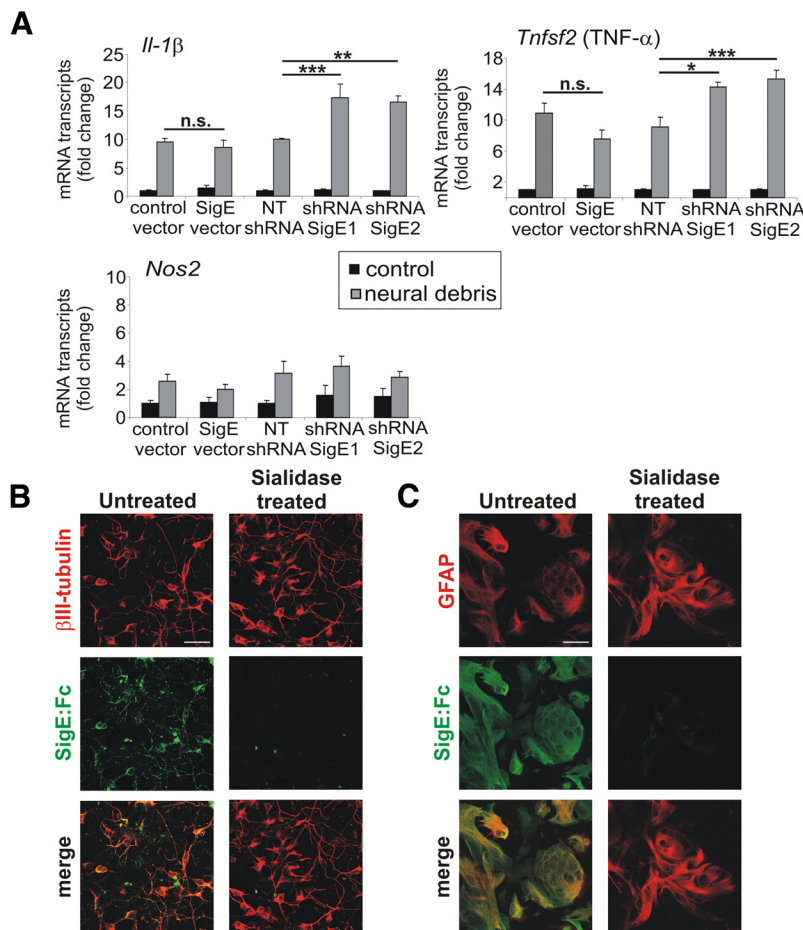 A
Il-1β
mRNA transcripts
(fold change)
25
20
15
10
5
0
n.s.
***
**
control
vector
SigE
vector
NT
shRNA
shRNA
SigE1
shRNA
SigE2
Tnfsf2 (TNF-α)
mRNA transcripts
(fold change)
18
14
10
6
2
n.s.
*
***
control
vector
SigE
vector
NT
shRNA
shRNA
SigE1
shRNA
SigE2
Nos2
mRNA transcripts
(fold change)
10
8
6
4
2
0
control
vector
SigE
vector
NT
shRNA
shRNA
SigE1
shRNA
SigE2
control
neural debris
B
Untreated
Sialidase
treated
βIII-tubulin
SigE:Fc
merge
C
Untreated
Sialidase
treated
GFAP
SigE:Fc
merge